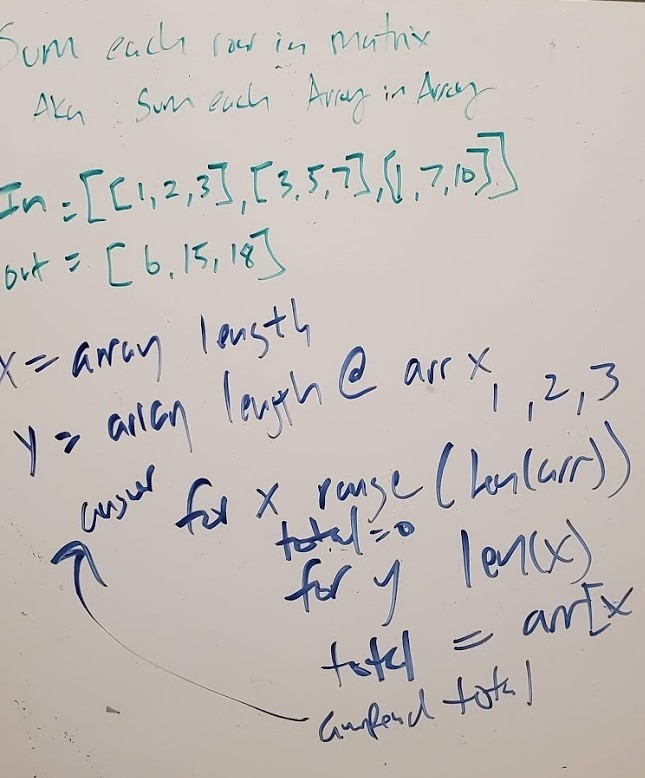 Sum each row in matrix
Aka Sum each Array in Array
In = [[1,2,3],[3,5,7],[1,7,10]]
out = [6,15,18]
X = array length
y = array length @ arr x
1,2,3
answer for x range (len(arr))
total=0
for y len(x)
total = arr[x
append total